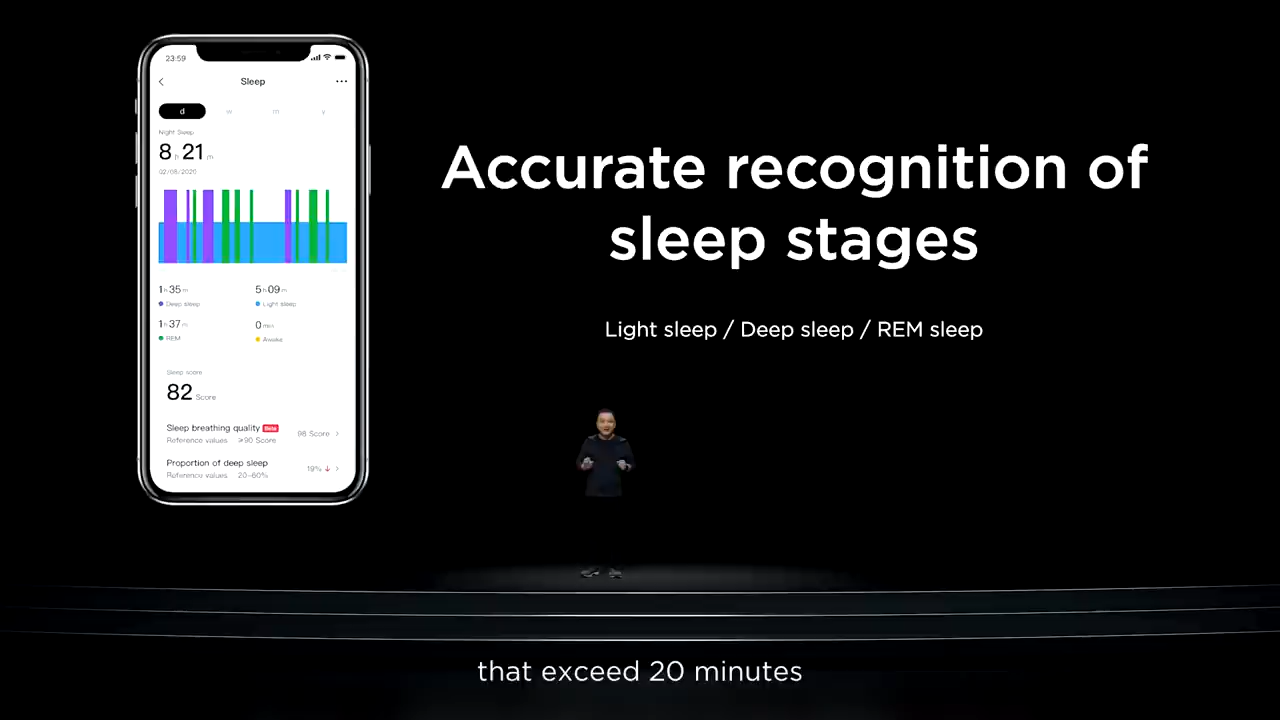 23:59
Sleep
d w m y
Night Sleep
8 h 21 m
02/08/2020
1 h 35 m
Deep sleep
5 h 09 m
Light sleep
1 h 37 m
REM
0 min
Awake
Sleep score
82 Score
Sleep breathing quality Beta
Reference values ≥90 Score
98 Score
Proportion of deep sleep
Reference values 20-60%
19% ↓
Accurate recognition of
sleep stages
Light sleep / Deep sleep / REM sleep
that exceed 20 minutes